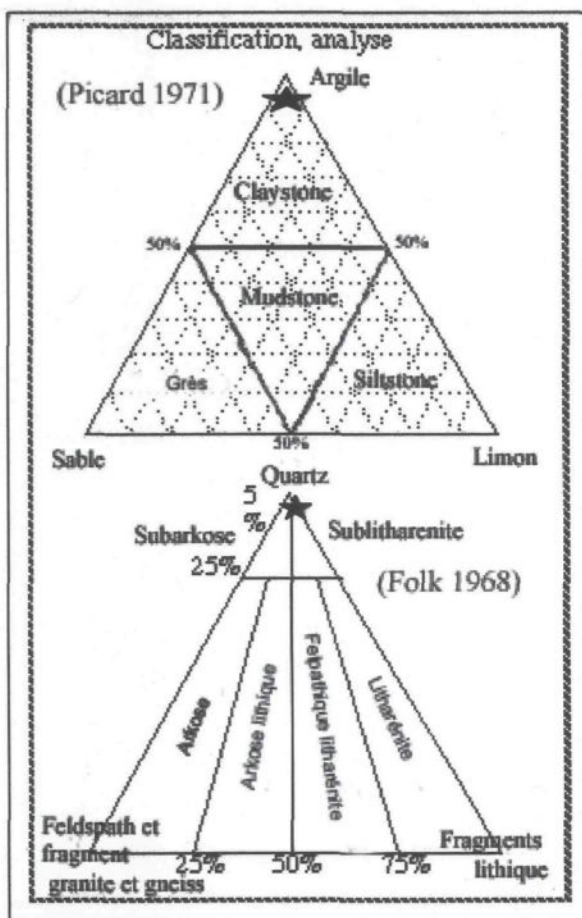 Classification, analyse
(Picard 1971)
Argile
Claystone
50%
50%
Mudstone
Grès
Siltstone
50%
Sable
Limon
Quartz
5
%
Subarkose
Sublitharenite
25%
(Folk 1968)
Arkose
Arkose lithique
Felpathique litharénite
Litharénite
Feldspath et
fragment
granite et gneiss
25%
50%
75%
Fragments
lithique